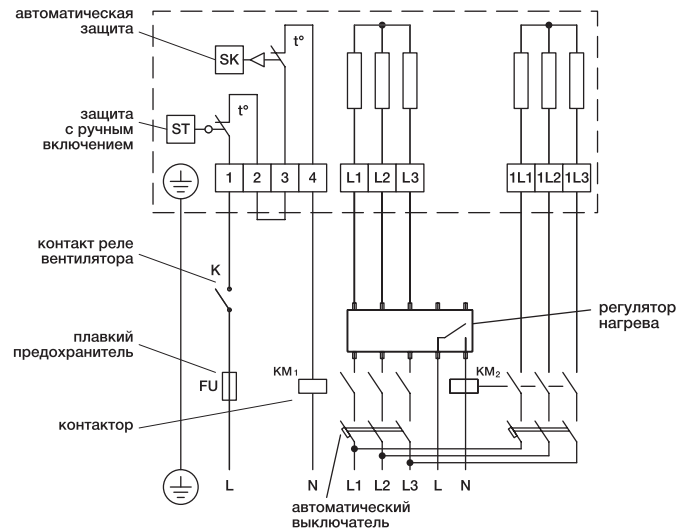 автоматическая
защита
SK
t°
защита
с ручным
включением
ST
t°
1 2 3 4 L1 L2 L3 1L1 1L2 1L3
контакт реле
вентилятора
K
регулятор
нагрева
плавкий
предохранитель
FU
KM1
KM2
контактор
L N L1 L2 L3 L N
автоматический
выключатель